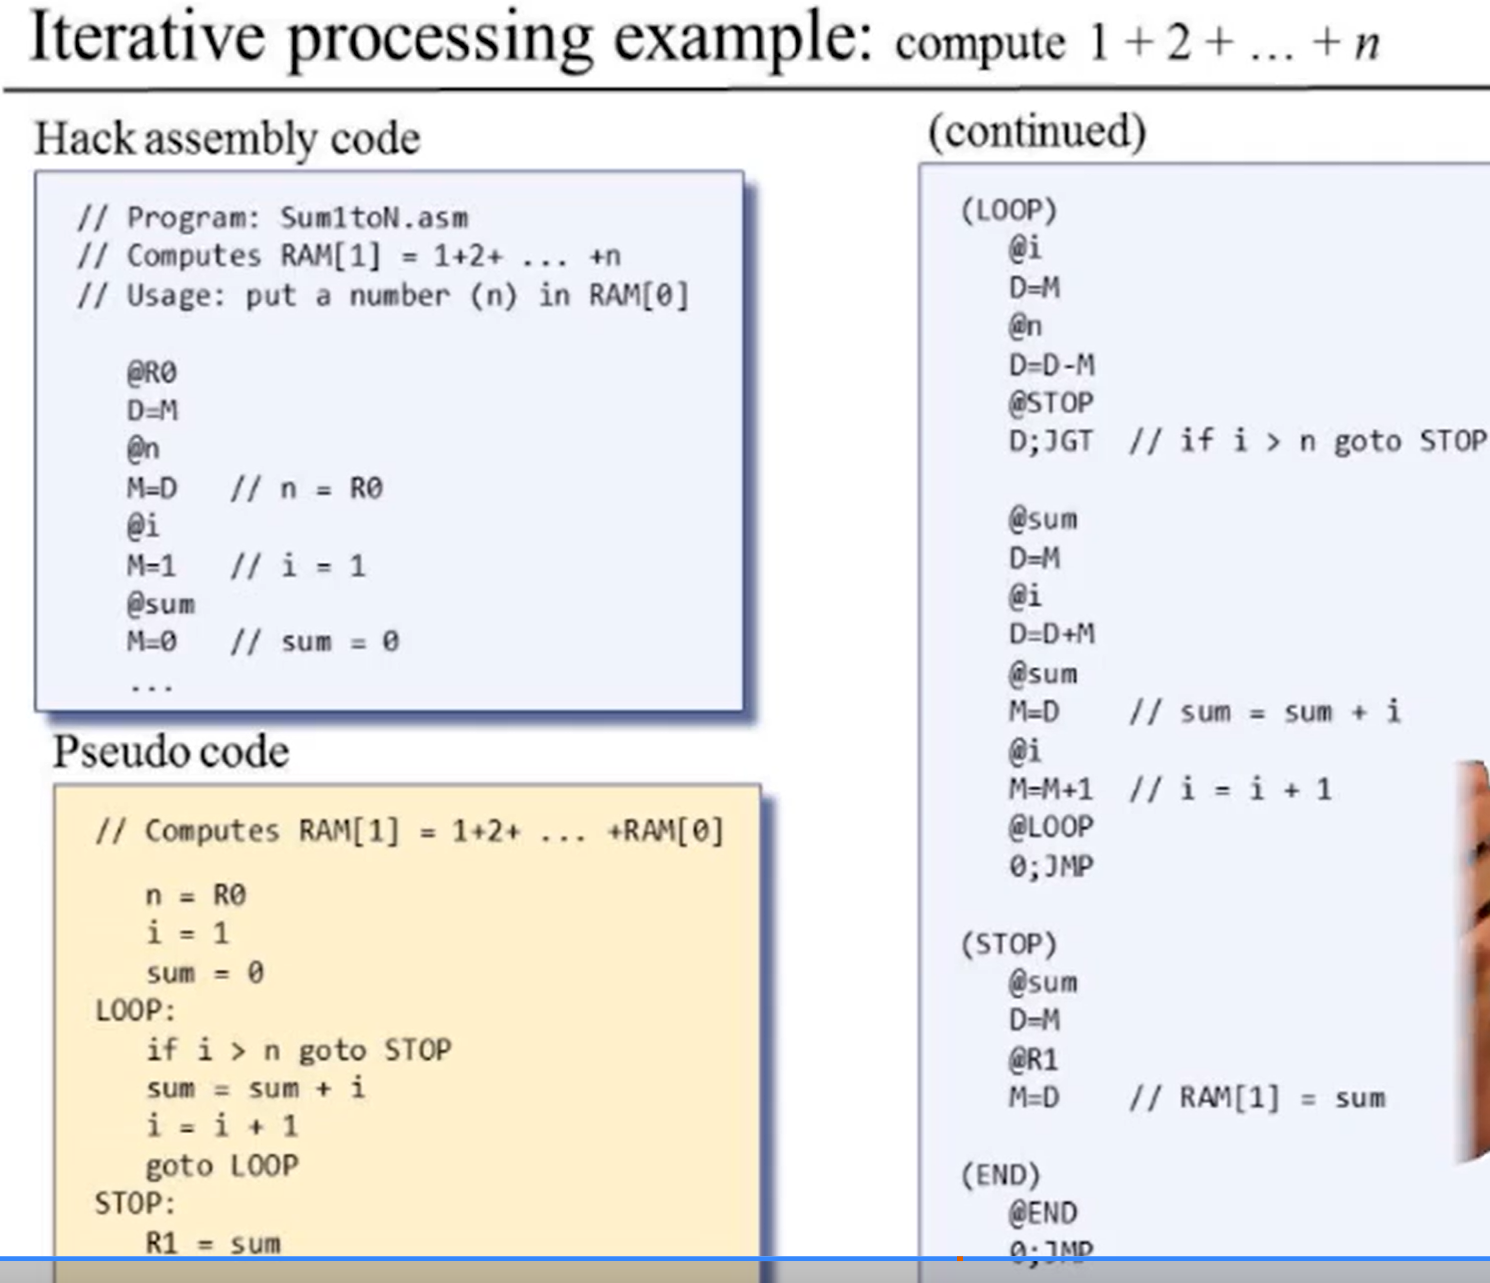 Iterative processing example: compute 1 + 2 + ... + n
Hack assembly code
// Program: Sum1toN.asm
// Computes RAM[1] = 1+2+ ... +n
// Usage: put a number (n) in RAM[0]
@R0
D=M
@n
M=D // n = R0
@i
M=1 // i = 1
@sum
M=0 // sum = 0
...
Pseudo code
// Computes RAM[1] = 1+2+ ... +RAM[0]
n = R0
i = 1
sum = 0
LOOP:
if i > n goto STOP
sum = sum + i
i = i + 1
goto LOOP
STOP:
R1 = sum
(continued)
(LOOP)
@i
D=M
@n
D=D-M
@STOP
D;JGT // if i > n goto STOP
@sum
D=M
@i
D=D+M
@sum
M=D // sum = sum + i
@i
M=M+1 // i = i + 1
@LOOP
0;JMP
(STOP)
@sum
D=M
@R1
M=D // RAM[1] = sum
(END)
@END
0;JMP